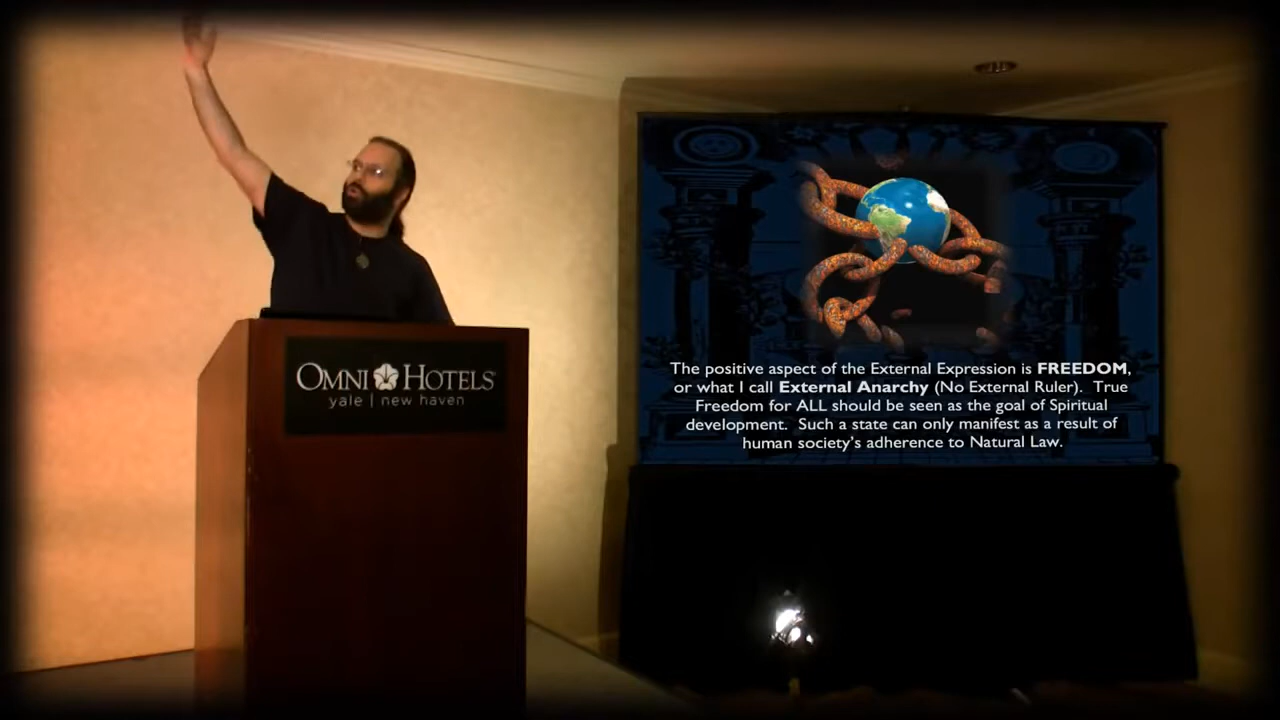 OMNI HOTELS
yale | new haven
The positive aspect of the External Expression is FREEDOM,
or what I call External Anarchy (No External Ruler). True
Freedom for ALL should be seen as the goal of Spiritual
development. Such a state can only manifest as a result of
human society's adherence to Natural Law.